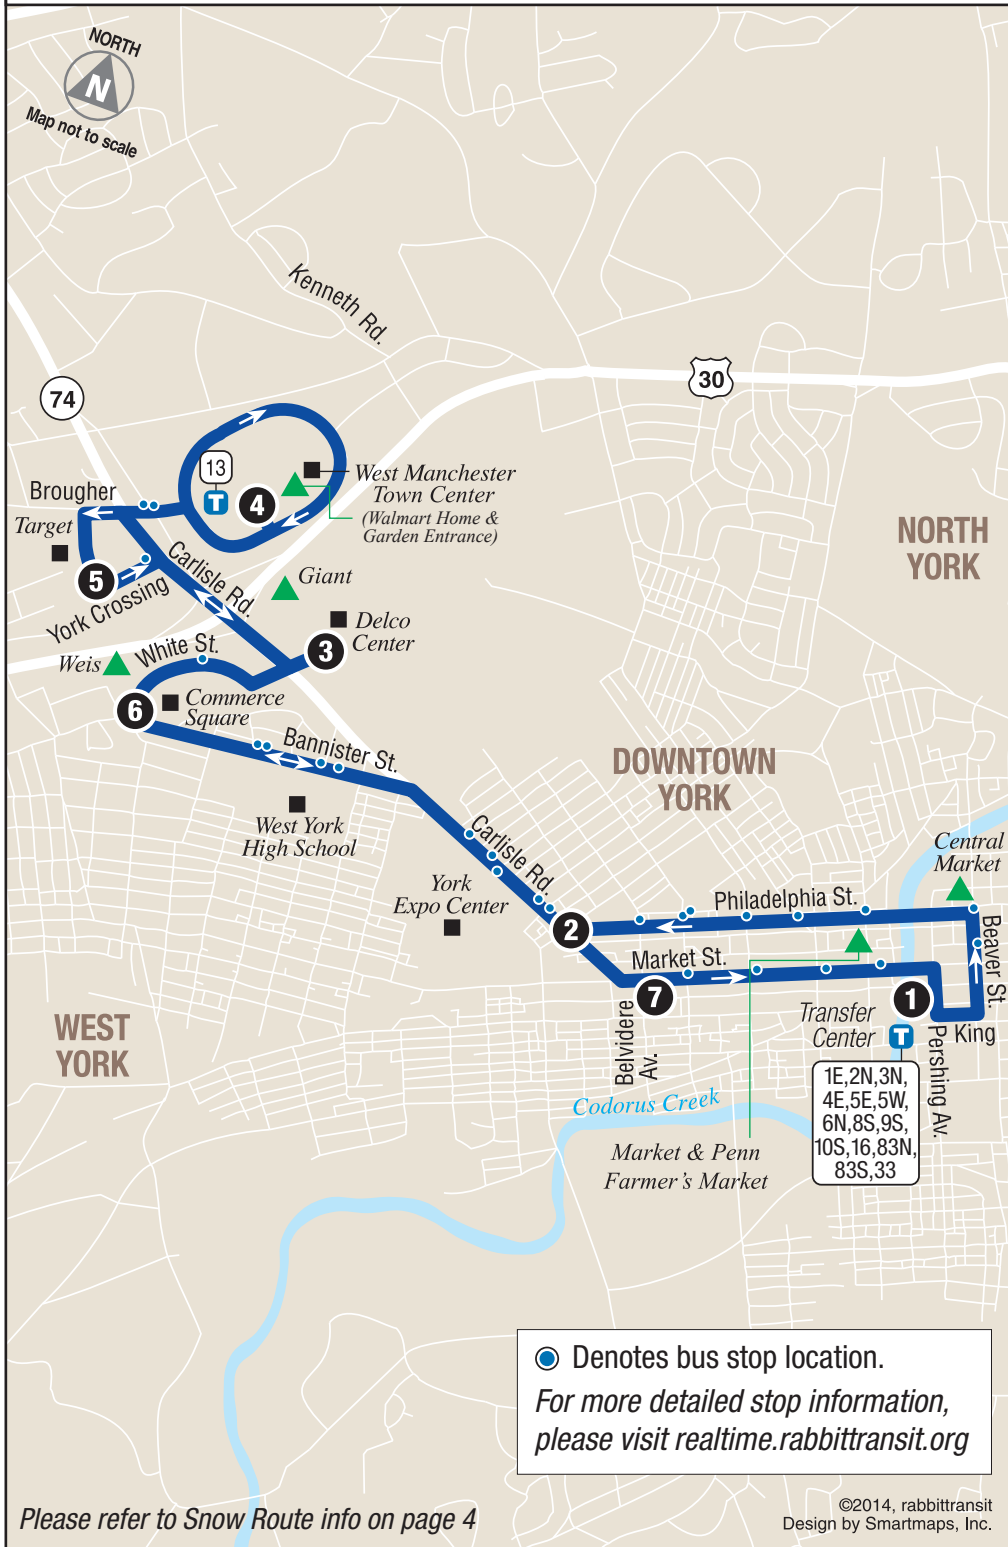 NORTH
N
Map not to scale
Kenneth Rd.
30
74
13
West Manchester
Town Center
(Walmart Home &
Garden Entrance)
4
Brougher
Target
NORTH
YORK
5
York Crossing
Carlisle Rd.
Giant
Delco
Center
3
White St.
Weis
6
Commerce
Square
Bannister St.
DOWNTOWN
YORK
West York
High School
Carlisle Rd.
Central
Market
York
Expo Center
Philadelphia St.
2
Market St.
Beaver St.
7
1
Transfer
Center
T
T
King
WEST
YORK
Belvidere
Av.
Pershing Av.
1E,2N,3N,
4E,5E,5W,
6N,8S,9S,
10S,16,83N,
83S,33
Codorus Creek
Market & Penn
Farmer's Market
Denotes bus stop location.
For more detailed stop information,
please visit realtime.rabbittransit.org
Please refer to Snow Route info on page 4
©2014, rabbittransit
Design by Smartmaps, Inc.